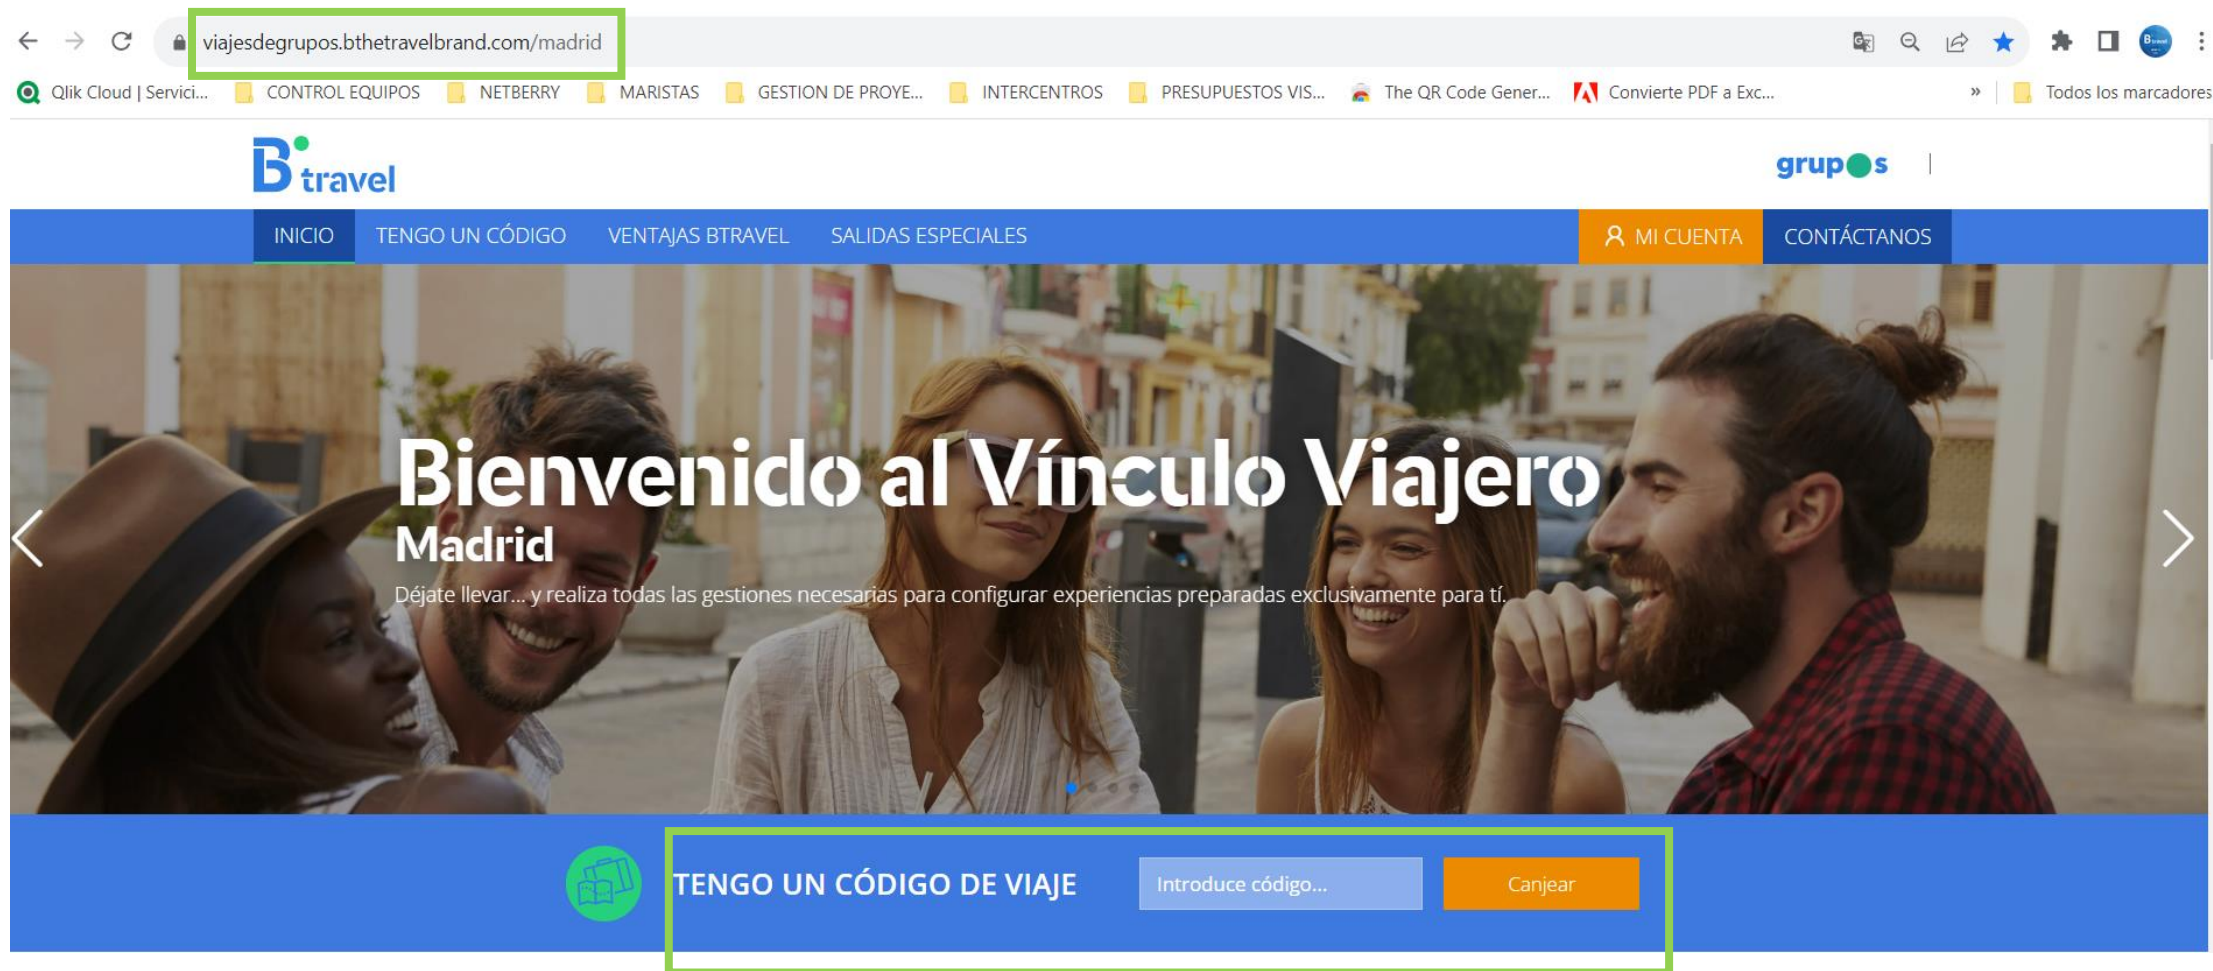 viajesdegrupos.bthetravelbrand.com/madrid
Qlik Cloud | Servici... CONTROL EQUIPOS NETBERRY MARISTAS GESTION DE PROYE... INTERCENTROS PRESUPUESTOS VIS... The QR Code Gener... Convierte PDF a Exc... » Todos los marcadores
B travel
grupos |
INICIO TENGO UN CÓDIGO VENTAJAS BTRAVEL SALIDAS ESPECIALES MI CUENTA CONTÁCTANOS
Bienvenido al Vínculo Viajero
Madrid
Déjate llevar... y realiza todas las gestiones necesarias para configurar experiencias preparadas exclusivamente para tí.
TENGO UN CÓDIGO DE VIAJE Introduce código... Canjear